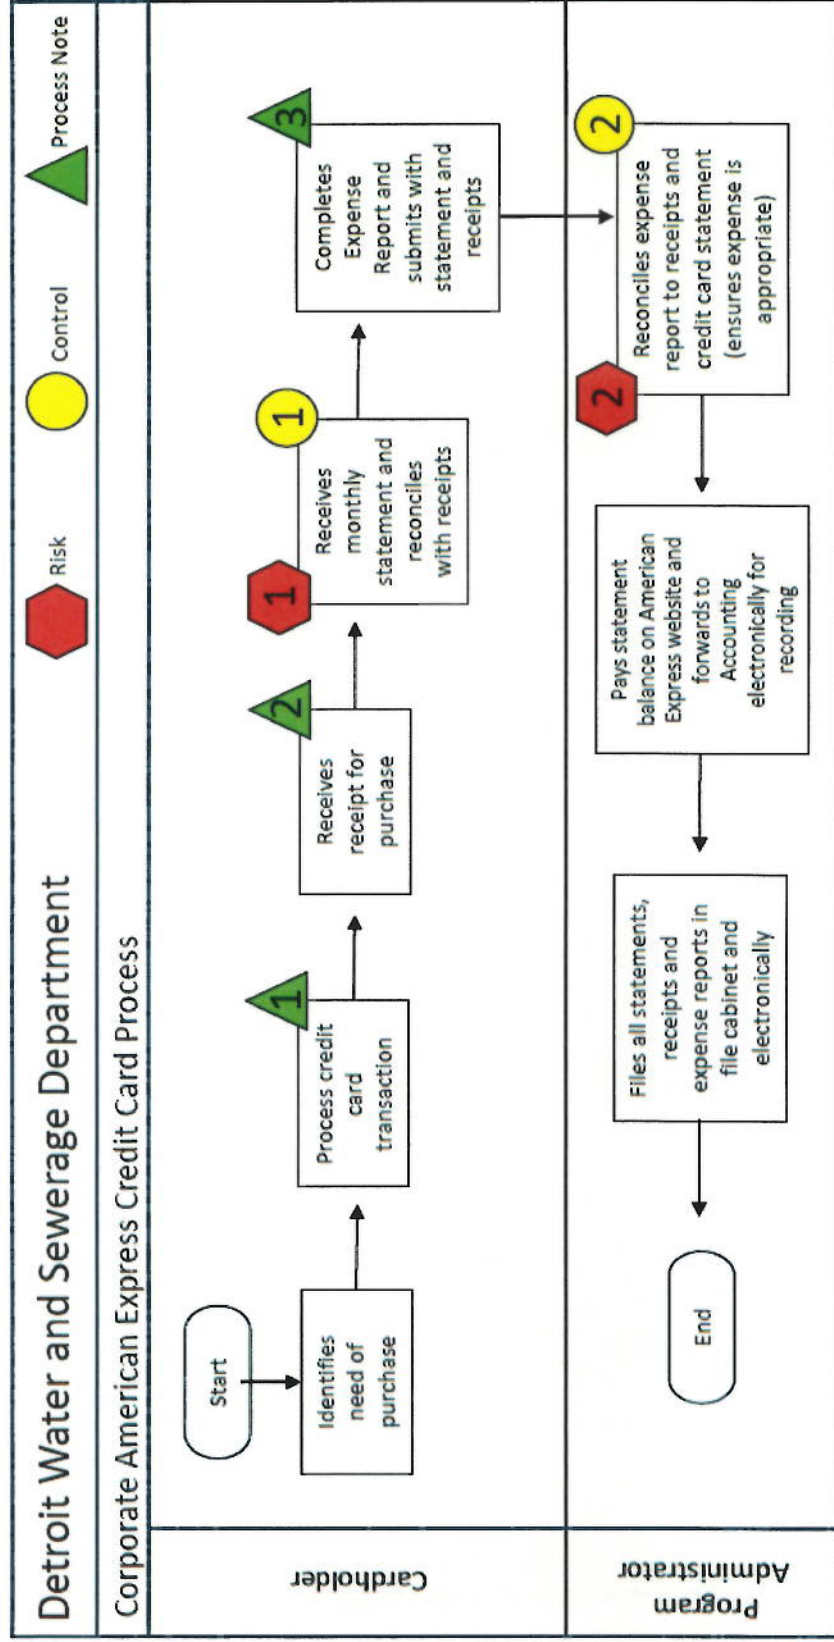 Detroit Water and Sewerage Department
Risk
Control
Process Note
Corporate American Express Credit Card Process
Cardholder
Start
Identifies
need of
purchase
Process credit
card
transaction
1
Receives
receipt for
purchase
2
Receives
monthly
statement and
reconciles
with receipts
1
1
Completes
Expense
Report and
submits with
statement and
receipts
3
Program
Administrator
Reconciles expense
report to receipts and
credit card statement
(ensures expense is
appropriate)
2
2
Pays statement
balance on American
Express website and
forwards to
Accounting
electronically for
recording
Files all statements,
receipts and
expense reports in
file cabinet and
electronically
End